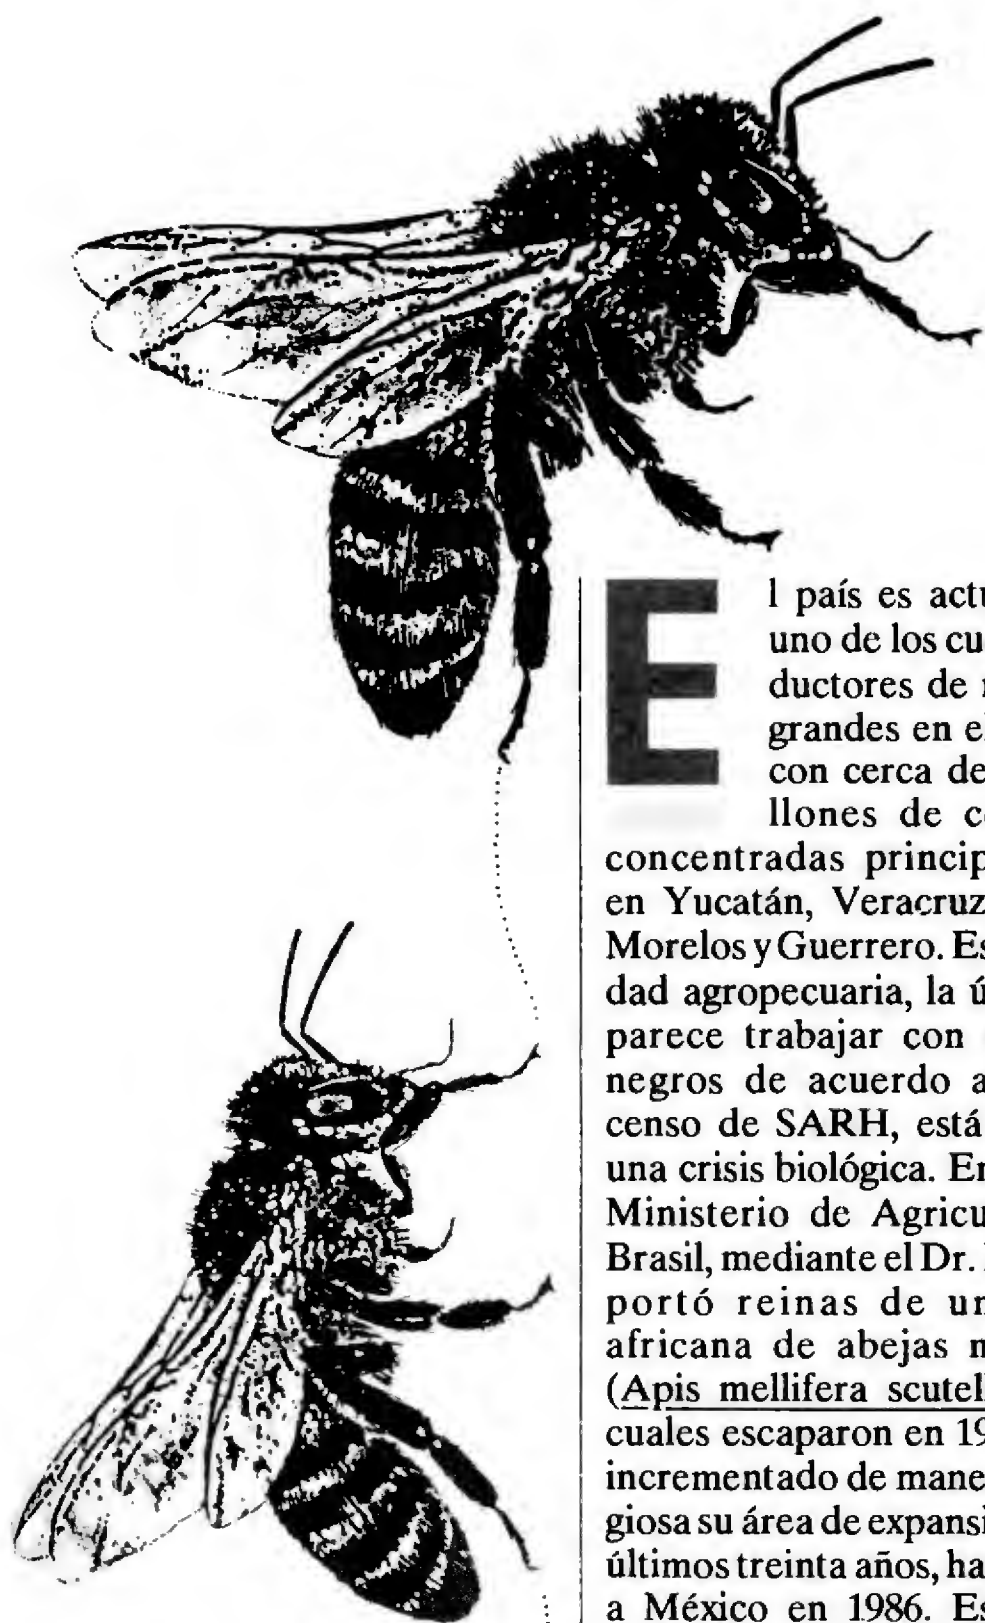 El país es actu
uno de los cu
ductores de
grandes en el
con cerca de
llones de c
concentradas princip
en Yucatán, Veracruz
Morelos y Guerrero. Es
dad agropecuaria, la ú
parece trabajar con
negros de acuerdo a
censo de SARH, está
una crisis biológica. En
Ministerio de Agricu
Brasil, mediante el Dr.
portó reinas de un
africana de abejas m
(Apis mellifera scutell
cuales escaparon en 19
incrementado de mane
giosa su área de expansi
últimos treinta años, ha
a México en 1986. Es